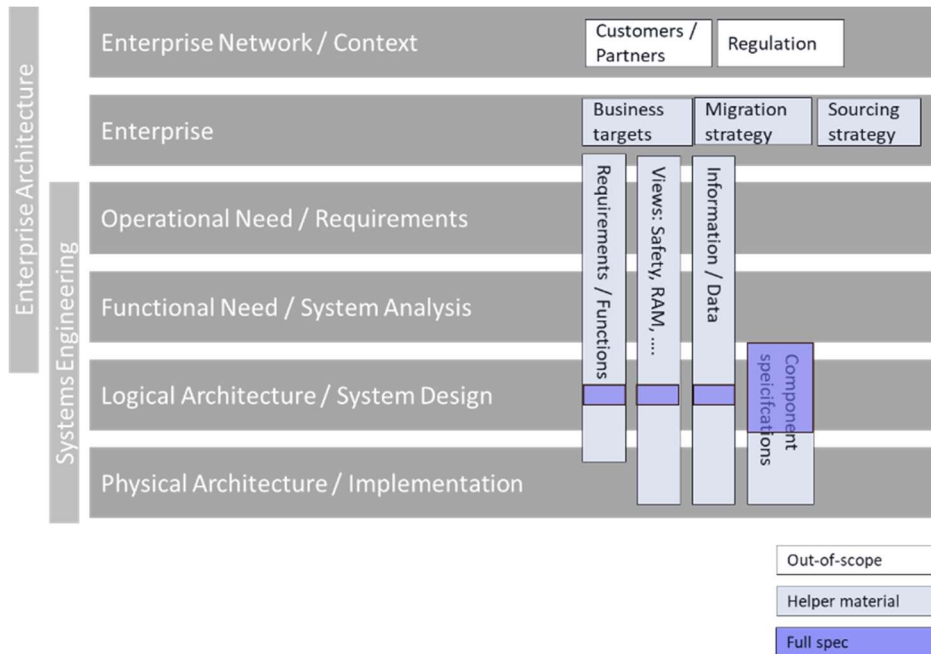 Enterprise Architecture
Systems Engineering
Enterprise Network / Context
Customers /
Partners
Regulation
Enterprise
Business
targets
Migration
strategy
Sourcing
strategy
Operational Need / Requirements
Functional Need / System Analysis
Logical Architecture / System Design
Physical Architecture / Implementation
Requirements / Functions
Views: Safety, RAM, ....
Information / Data
Component
speicifcations
Out-of-scope
Helper material
Full spec